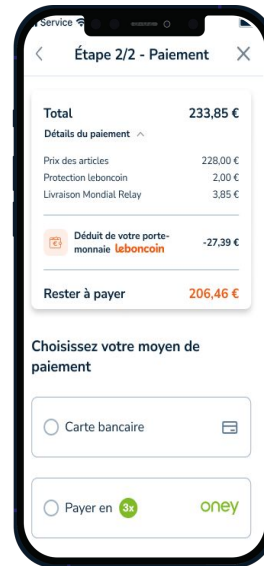 Service
Étape 2/2 - Paiement
Total 233,85 €
Détails du paiement
Prix des articles 228,00 €
Protection leboncoin 2,00 €
Livraison Mondial Relay 3,85 €
Déduit de votre porte-
monnaie leboncoin -27,39 €
Rester à payer 206,46 €
Choisissez votre moyen de
paiement
Carte bancaire
Payer en 3x oney